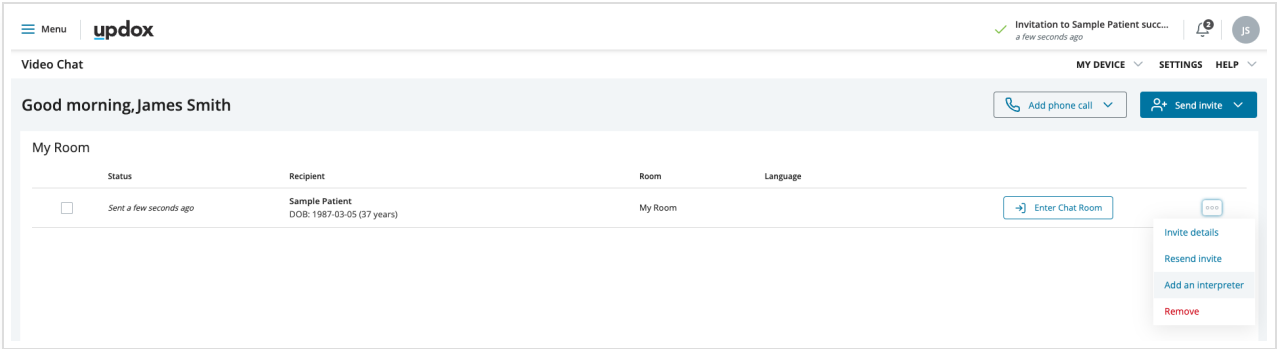 Menu
updox
Invitation to Sample Patient succ...
a few seconds ago
2
JS
Video Chat
MY DEVICE
SETTINGS
HELP
Good morning, James Smith
Add phone call
Send invite
My Room
Status
Recipient
Room
Language
Sent a few seconds ago
Sample Patient
DOB: 1987-03-05 (37 years)
My Room
Enter Chat Room
Invite details
Resend invite
Add an interpreter
Remove